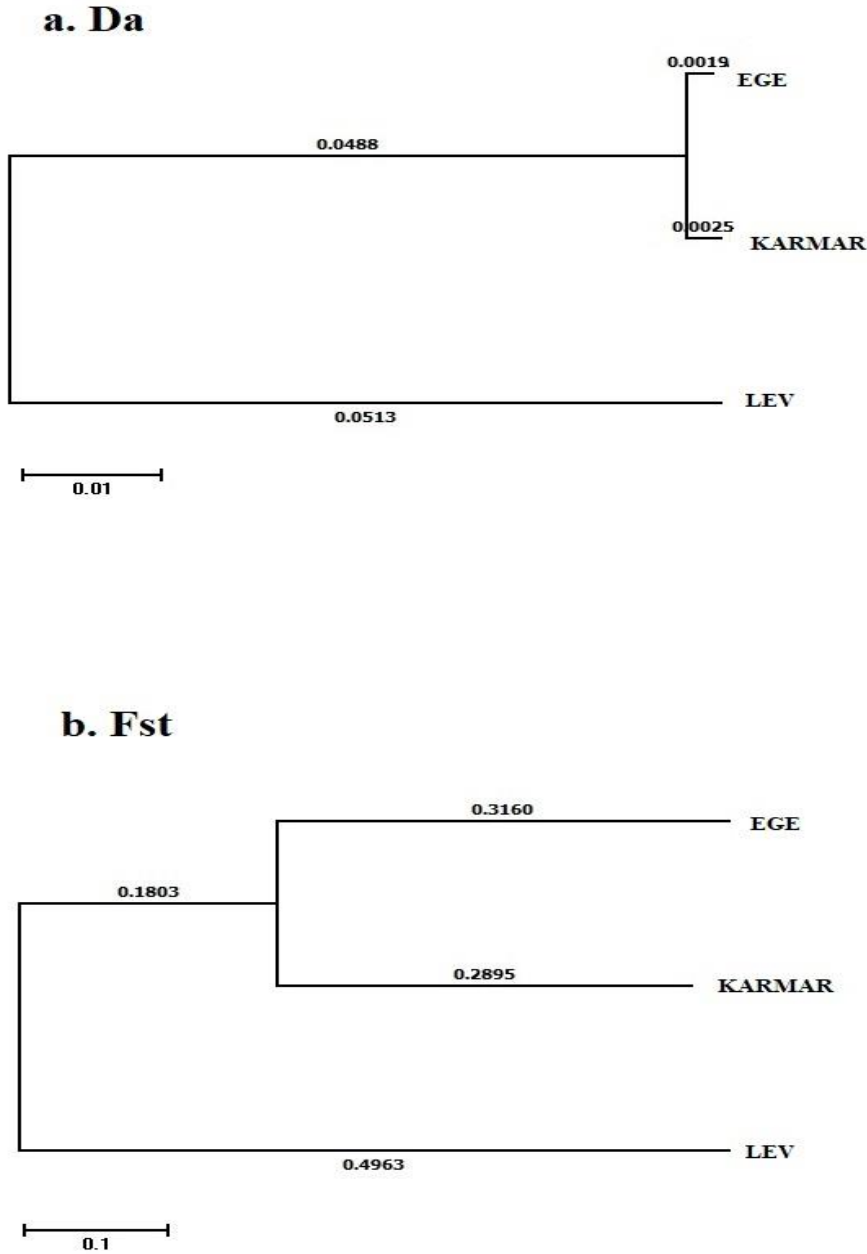 a. Da
0.0019
EGE
0.0488
0.0025
KARMAR
LEV
0.0513
0.01
b. Fst
0.3160
EGE
0.1803
0.2895
KARMAR
LEV
0.4963
0.1